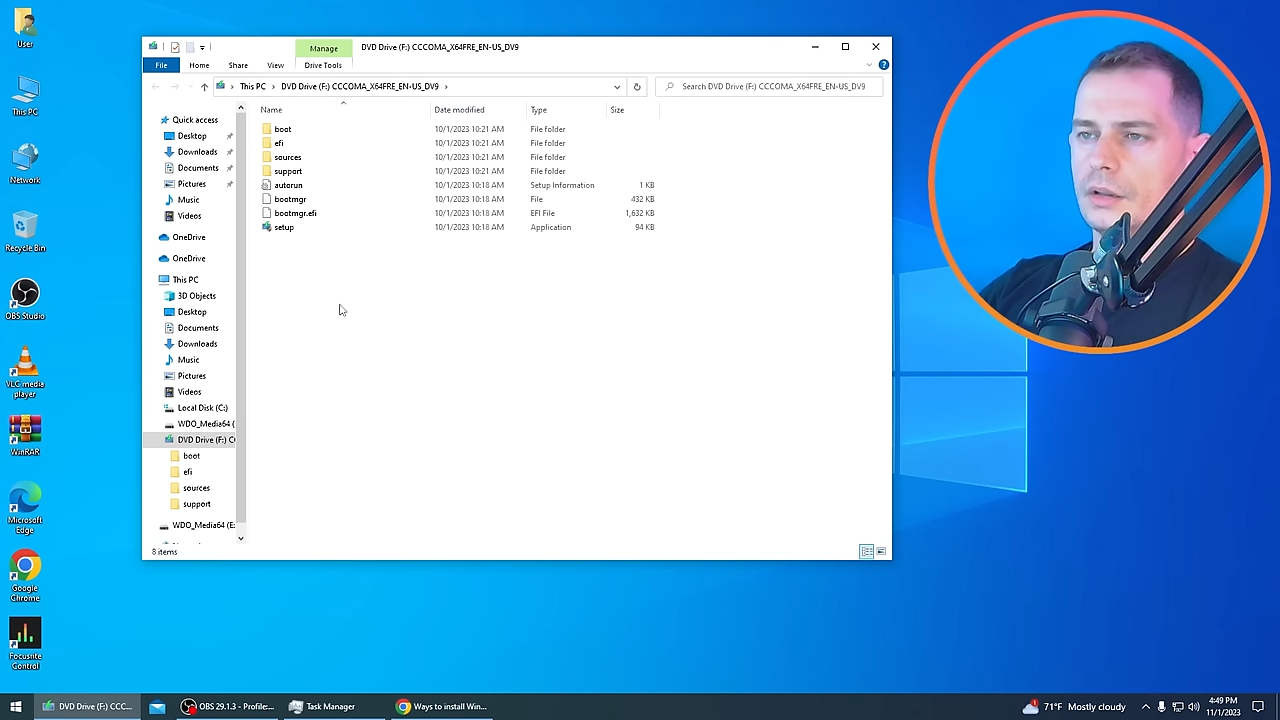 User
This PC
Network
Recycle Bin
OBS Studio
VLC media
player
WinRAR
Microsoft
Edge
Google
Chrome
Focusrite
Control
Manage
DVD Drive (F:) CCCOMA_X64FRE_EN-US_DV9
File
Home
Share
View
Drive Tools
This PC
DVD Drive (F:) CCCOMA_X64FRE_EN-US_DV9
Search DVD Drive (F:) CCCOMA_X64FRE_EN-US_DV9
Quick access
Desktop
Downloads
Documents
Pictures
Music
Videos
OneDrive
OneDrive
This PC
3D Objects
Desktop
Documents
Downloads
Music
Pictures
Videos
Local Disk (C:)
WDO_Media64 (
DVD Drive (F:) C
boot
efi
sources
support
WDO_Media64 (E:
Name Date modified Type Size
boot 10/1/2023 10:21 AM File folder
efi 10/1/2023 10:21 AM File folder
sources 10/1/2023 10:21 AM File folder
support 10/1/2023 10:21 AM File folder
autorun 10/1/2023 10:18 AM Setup Information 1 KB
bootmgr 10/1/2023 10:18 AM File 432 KB
bootmgr.efi 10/1/2023 10:18 AM EFI File 1,632 KB
setup 10/1/2023 10:18 AM Application 94 KB
8 items
DVD Drive (F:) CCC...
OBS 29.1.3 - Profile:...
Task Manager
Ways to install Win...
71°F Mostly cloudy
4:49 PM
11/1/2023